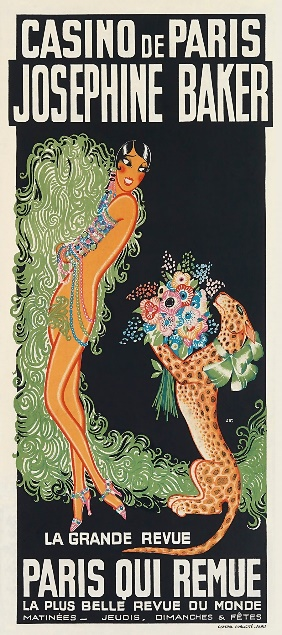 CASINO DE PARIS
JOSEPHINE BAKER
LA GRANDE REVUE
PARIS QUI REMUE
LA PLUS BELLE REVUE DU MONDE
MATINÉES _ JEUDIS, DIMANCHES & FÊTES